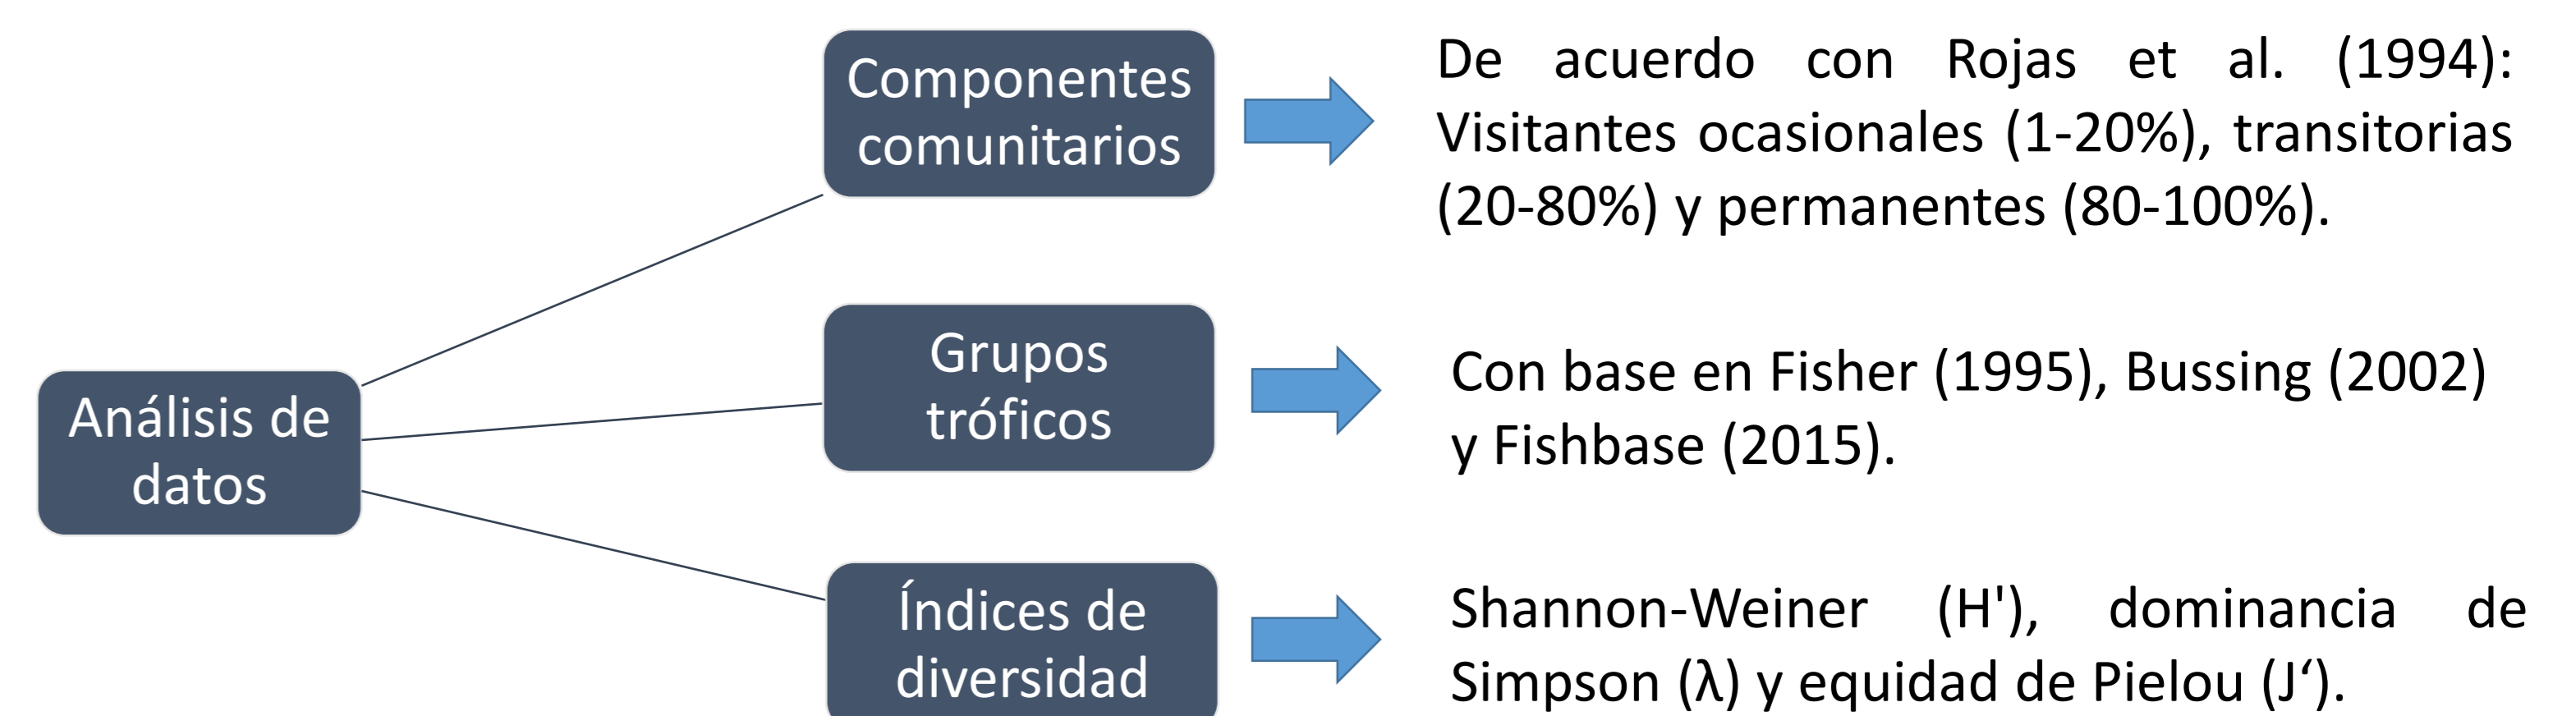 Análisis de
datos
Componentes
comunitarios
De acuerdo con Rojas et al. (1994):
Visitantes ocasionales (1-20%), transitorias
(20-80%) y permanentes (80-100%).
Grupos
tróficos
Con base en Fisher (1995), Bussing (2002)
y Fishbase (2015).
Índices de
diversidad
Shannon-Weiner (H'), dominancia de
Simpson (λ) y equidad de Pielou (J‘).